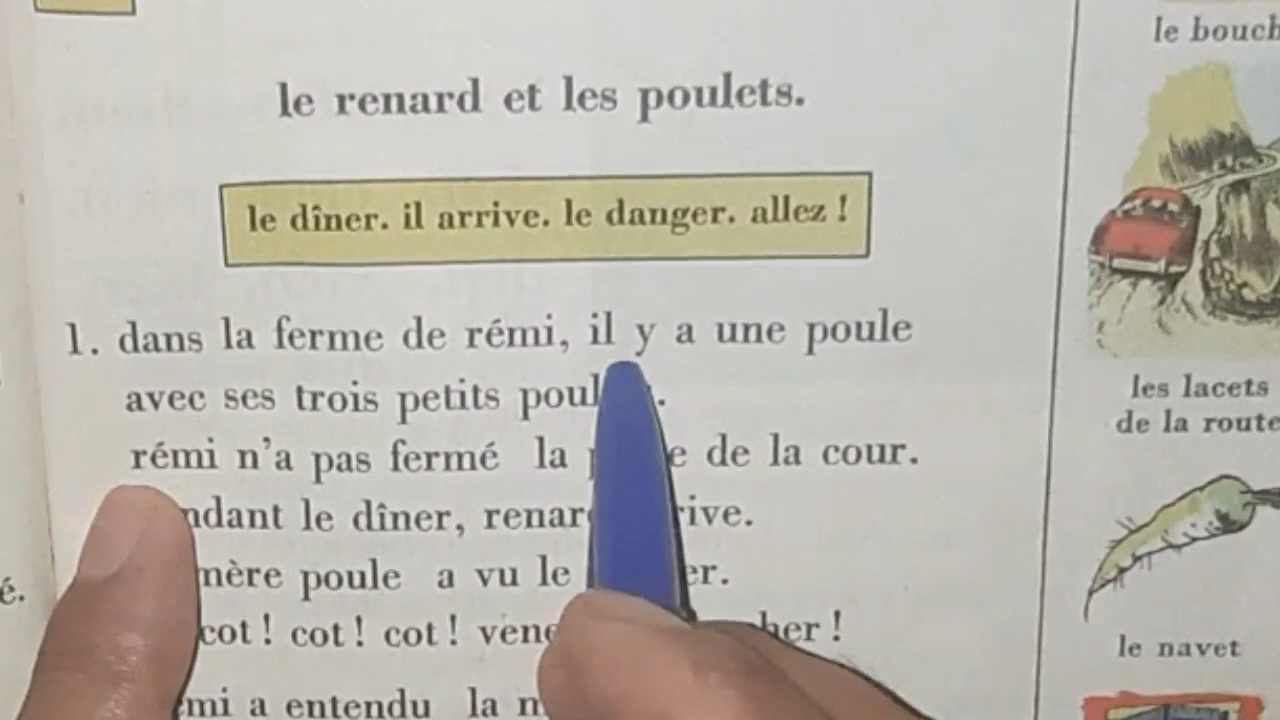 le renard et les poulets.
le dîner. il arrive. le danger. allez !
1. dans la ferme de rémi, il y a une poule
avec ses trois petits
rémi n'a pas fermé la de la cour.
le dîner,
mère poule a vu le
cot ! cot ! cot !
a entendu la
é.
le
les lacets
de la route
le navet